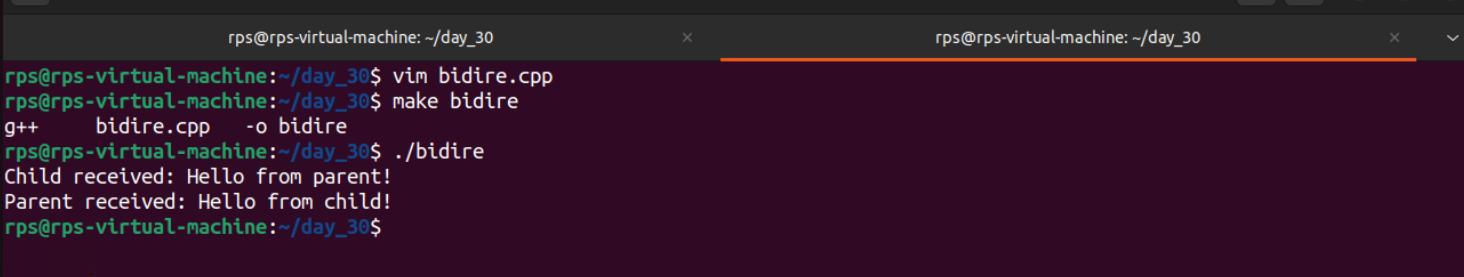 rps@rps-virtual-machine: ~/day_30 × rps@rps-virtual-machine: ~/day_30 ×
rps@rps-virtual-machine:~/day_30$ vim bidire.cpp
rps@rps-virtual-machine:~/day_30$ make bidire
g++     bidire.cpp   -o bidire
rps@rps-virtual-machine:~/day_30$ ./bidire
Child received: Hello from parent!
Parent received: Hello from child!
rps@rps-virtual-machine:~/day_30$